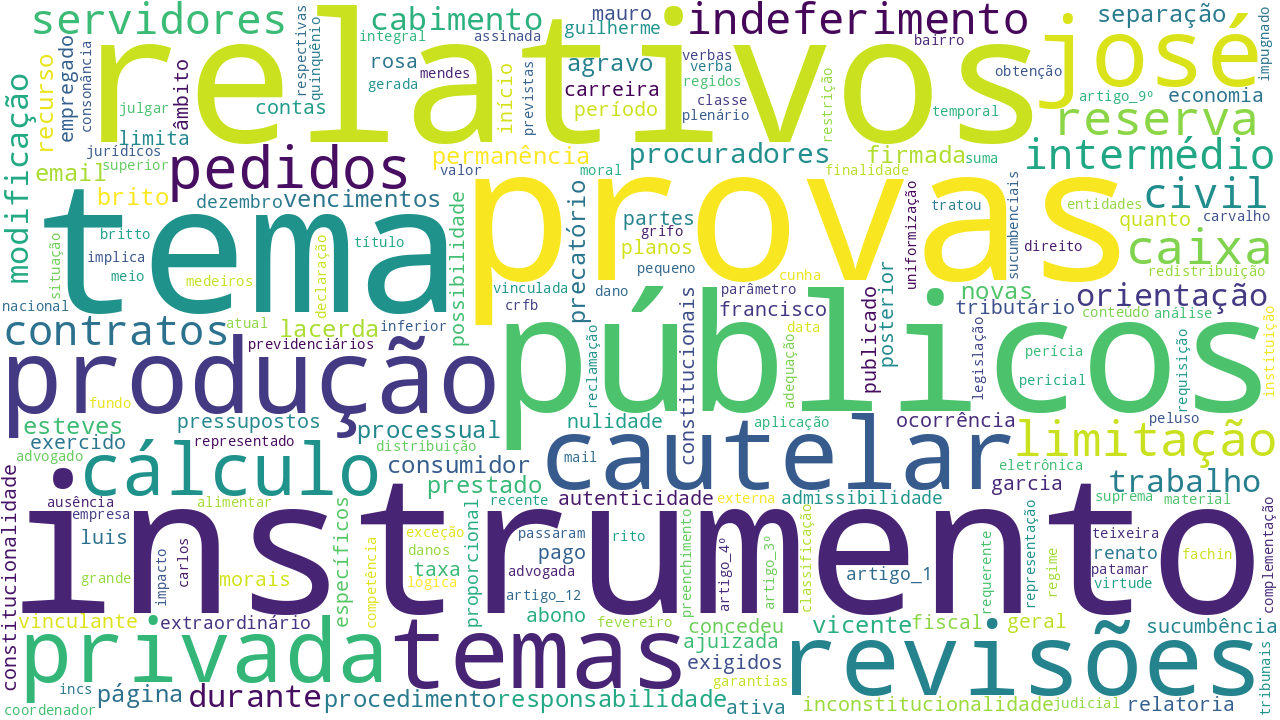 servidores
relativos
cabimento
mauro
guilherme
indeferimento
josé
separação
impugnado
consonância
empregado
recurso
modificação
âmbito
respectivas
quinquênio
integral
assinada
rosa
gerada
mendes
contas
início
previstas
agravo
carreira
período
verbas
verba
regidos
classe
plenário
bairro
restrição
temporal
obtenção
artigo_9º
economia
reserva
julgar
limita
jurídicos
superior
email
pedidos
permanência
valor
moral
procuradores
finalidade
firmada
suma
intermédio
civil
brito
dezembro
vencimentos
tema
provas
britto
implica
meio
situação
medeiros
declaração
título
possibilidade
precatório
partes
grifo
planos
pequeno
cunha
uniformização
tratou
sucumbenciais
direito
entidades
quanto
carvalho
caixa
redistribuição
nacional
contratos
atual
lacerda
inferior
previdenciários
vinculada
crfb
dano
parâmetro
francisco
constitucionais
data
publicado
posterior
novas
tributário
orientação
conteúdo
análise
produção
públicos
fundo
reclamação
adequação
legislação
perícia
pericial
requisição
instituição
esteves
pressupostos
exercido
representado
advogado
processual
distribuição
nulidade
aplicação
ocorrência
peluso
limitação
cálculo
consumidor
cautelar
mail
eletrônica
garcia
trabalho
prestado
constitucionalidade
ausência
empresa
alimentar
recente
autenticidade
externa
admissibilidade
suprema
material
instrumento
luis
grande
impacto
carlos
morais
específicos
competência
exceção
danos
taxa
lógica
proporcional
passaram
rito
pago
advogada
artigo_12
abono
preenchimento
artigo_4º
artigo_3º
classificação
artigo_1
requerente
representação
regime
teixeira
renato
fachin
patamar
virtude
complementação
vinculante
extraordinário
fevereiro
concedeu
ajuizada
vicente
fiscal
geral
sucumbência
privada
temas
revisões
exigidos
garantias
tribunais
incs
coordenador
página
durante
procedimento
responsabilidade
ativa
inconstitucionalidade
judicial
relatoria